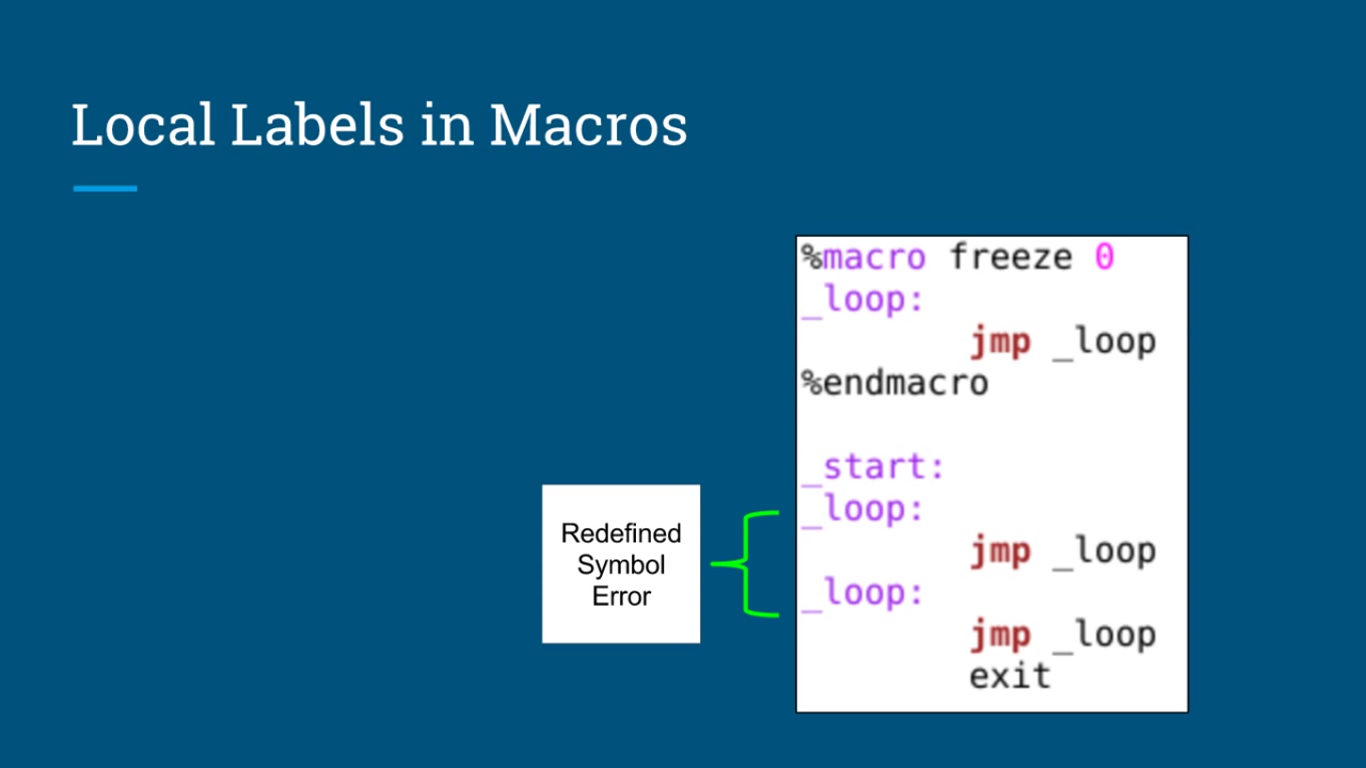 Local Labels in Macros
%macro freeze 0
_loop:
jmp _loop
%endmacro
_start:
_loop:
jmp _loop
_loop:
jmp _loop
exit
Redefined
Symbol
Error